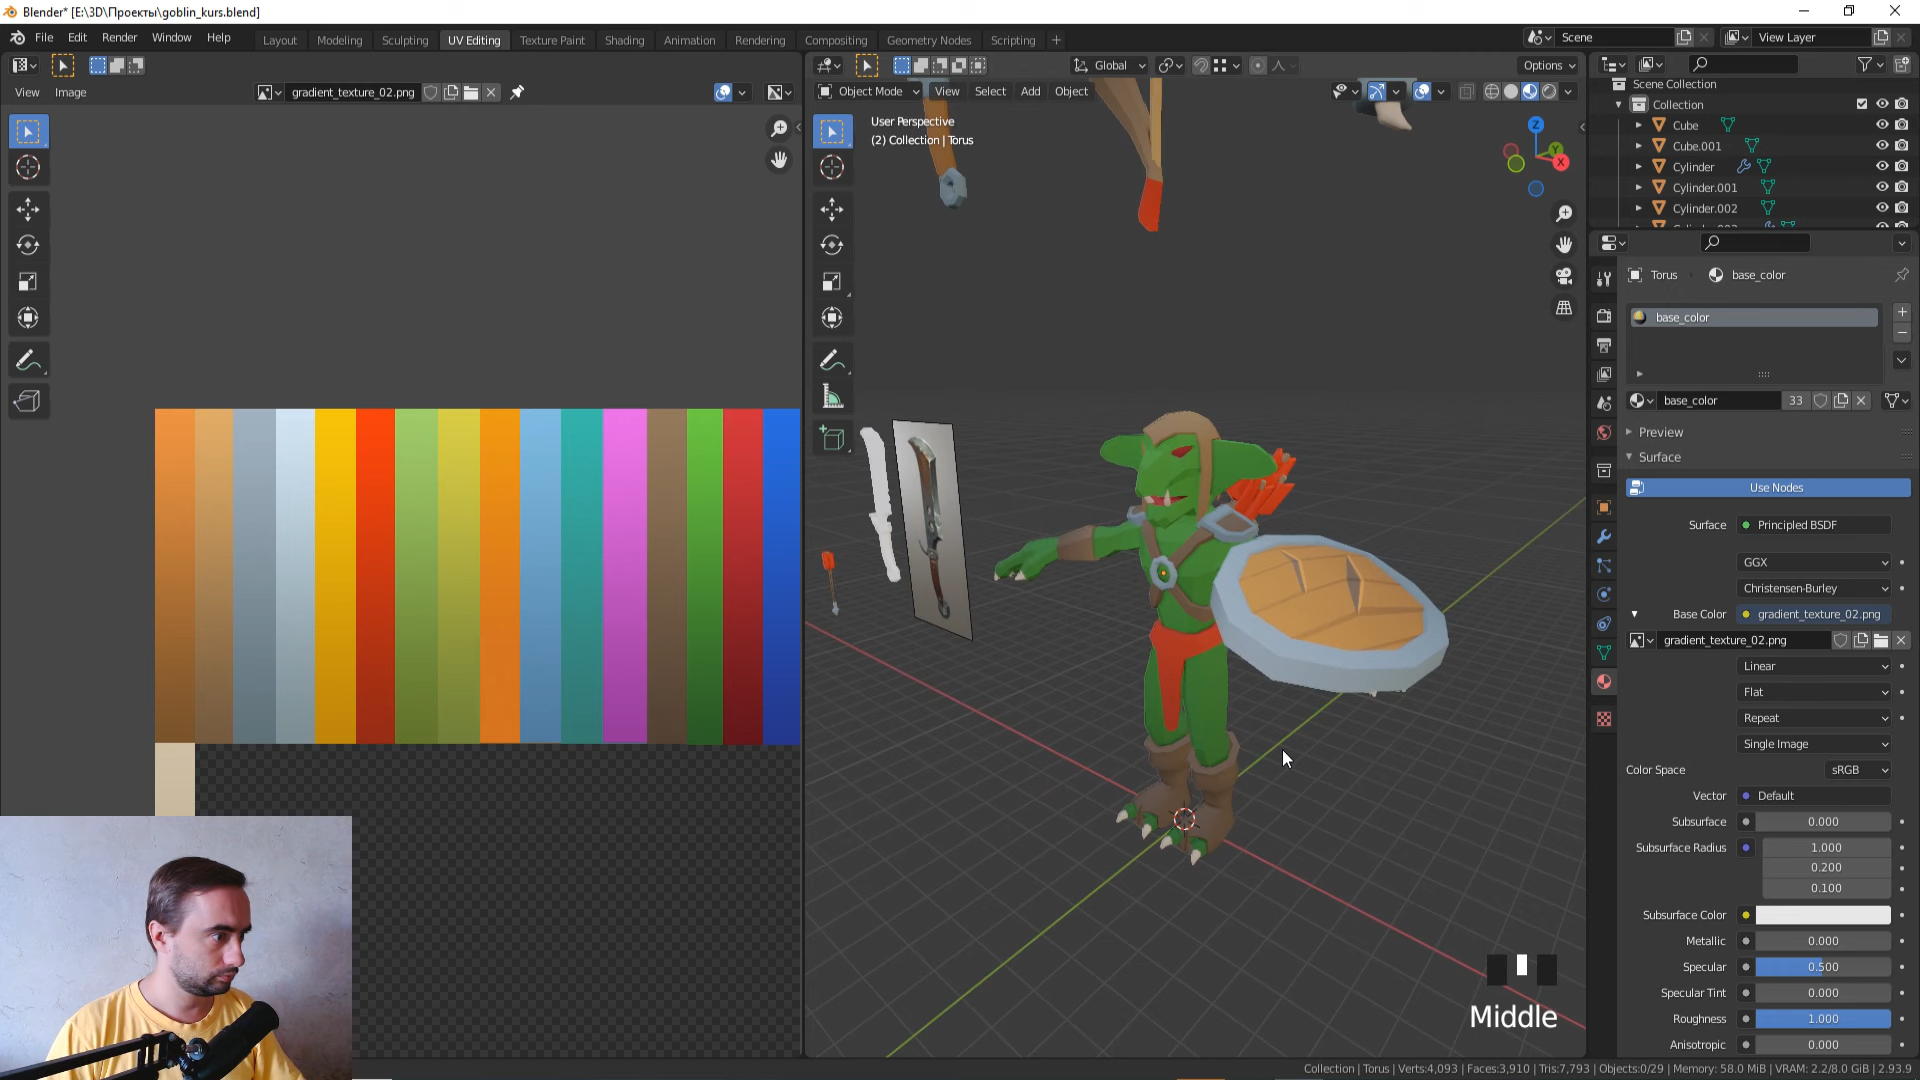 Blender* [E:\3D\Проекты\goblin_kurs.blend]
File Edit Render Window Help
Layout Modeling Sculpting UV Editing Texture Paint Shading Animation Rendering Compositing Geometry Nodes Scripting +
Scene
View Layer
Global
Options
View Image
gradient_texture_02.png
Object Mode View Select Add Object
User Perspective
(2) Collection | Torus
Z
Y
X
Scene Collection
Collection
Cube
Cube.001
Cylinder
Cylinder.001
Cylinder.002
Torus
base_color
base_color
base_color 33
Preview
Surface
Use Nodes
Surface Principled BSDF
GGX
Christensen-Burley
Base Color gradient_texture_02.png
gradient_texture_02.png
Linear
Flat
Repeat
Single Image
Color Space sRGB
Vector Default
Subsurface 0.000
Subsurface Radius 1.000
0.200
0.100
Subsurface Color
Metallic 0.000
Specular 0.500
Specular Tint 0.000
Roughness 1.000
Anisotropic 0.000
Middle
Collection | Torus | Verts:4,093 | Faces:3,910 | Tris:7,793 | Objects:0/29 | Memory: 58.0 MiB | VRAM: 2.2/8.0 GiB | 2.93.9